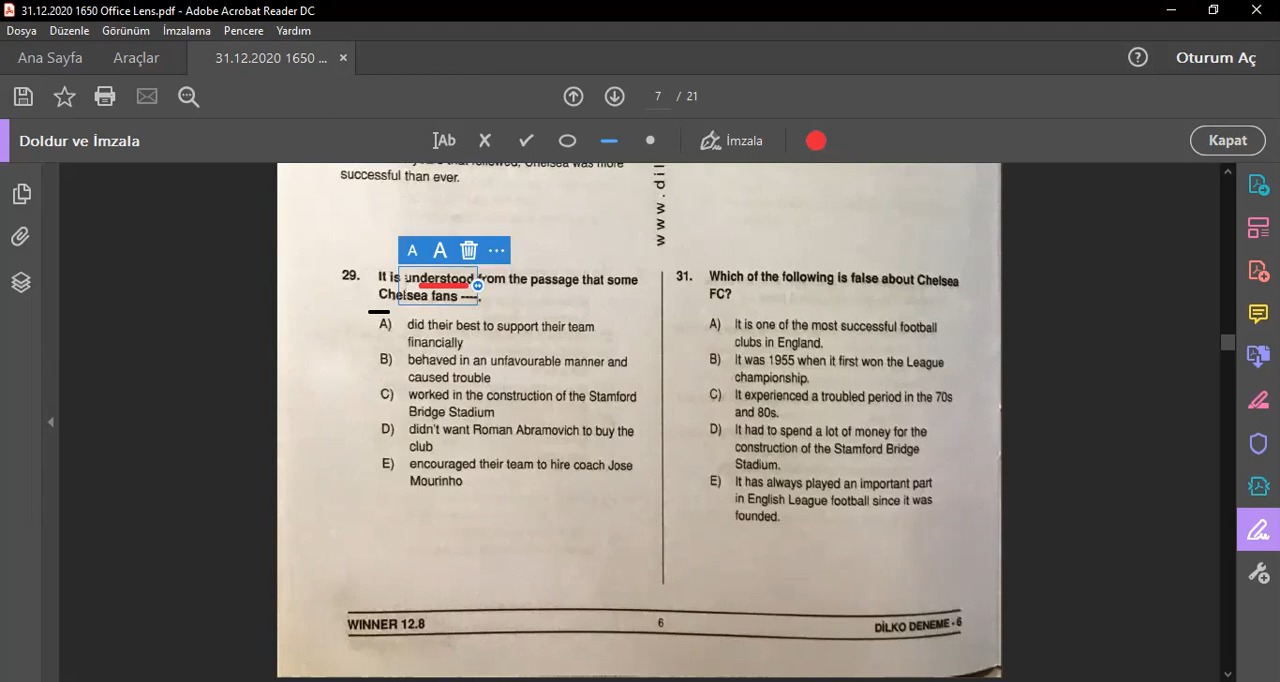 31.12.2020 1650 Office Lens.pdf - Adobe Acrobat Reader DC
Dosya Düzenle Görünüm İmzalama Pencere Yardım
Ana Sayfa Araçlar 31.12.2020 1650 ... × Oturum Aç
7 / 21
Doldur ve İmzala IAb İmzala Kapat
that followed, Chelsea was more
successful than ever.
www.dil
A A ...
29. It is understood from the passage that some
Chelsea fans ----.
A) did their best to support their team
financially
B) behaved in an unfavourable manner and
caused trouble
C) worked in the construction of the Stamford
Bridge Stadium
D) didn't want Roman Abramovich to buy the
club
E) encouraged their team to hire coach Jose
Mourinho
31. Which of the following is false about Chelsea
FC?
A) It is one of the most successful football
clubs in England.
B) It was 1955 when it first won the League
championship.
C) It experienced a troubled period in the 70s
and 80s.
D) It had to spend a lot of money for the
construction of the Stamford Bridge
Stadium.
E) It has always played an important part
in English League football since it was
founded.
WINNER 12.8 6 DİLKO DENEME - 6